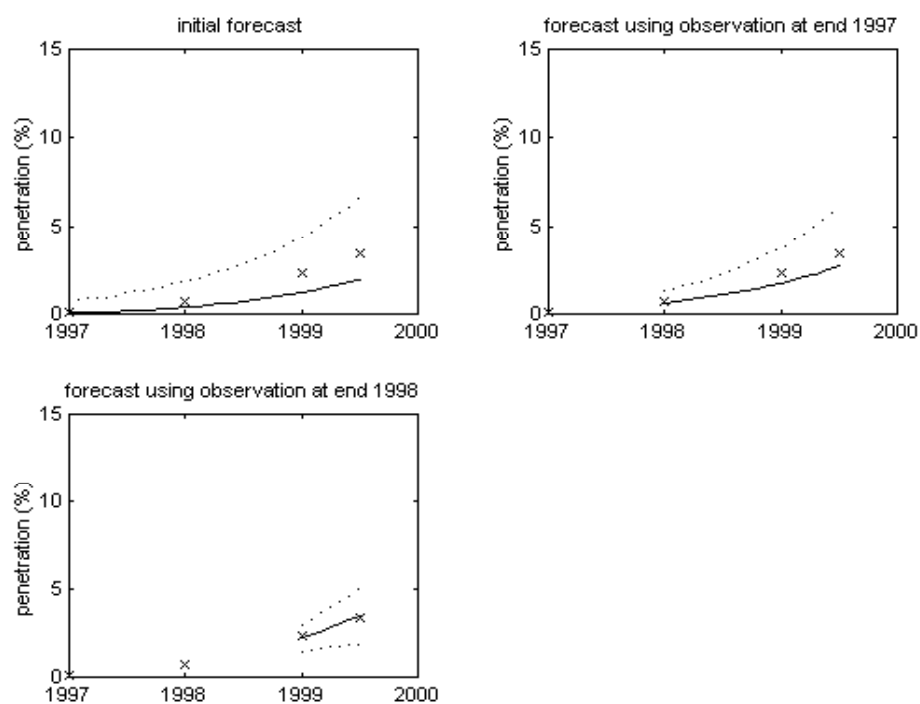 initial forecast
15
10
5
0
penetration (%)
1997 1998 1999 2000
forecast using observation at end 1997
15
10
5
0
penetration (%)
1997 1998 1999 2000
forecast using observation at end 1998
15
10
5
0
penetration (%)
1997 1998 1999 2000